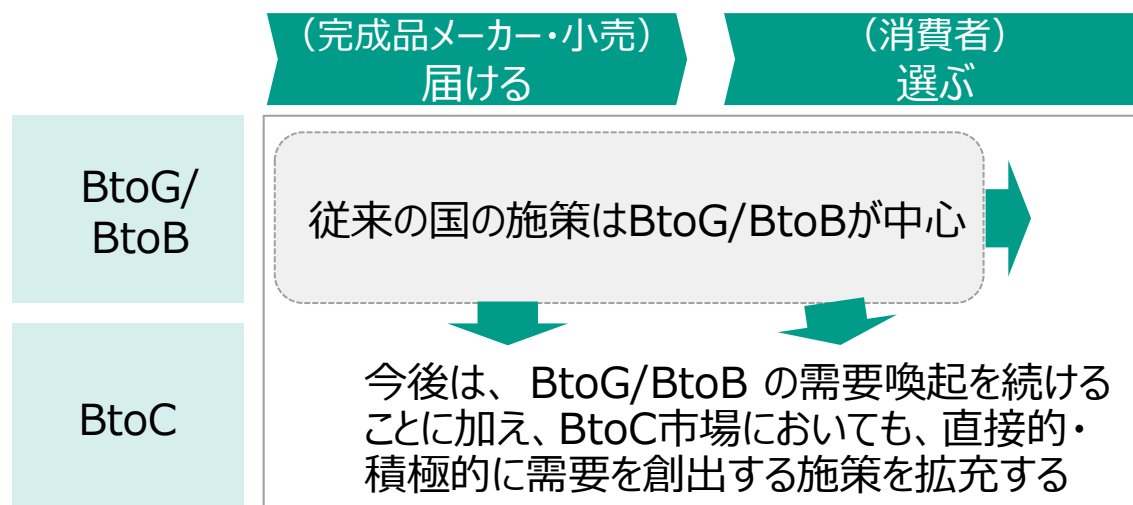 （完成品メーカー・小売）
届ける
（消費者）
選ぶ
BtoG/
BtoB
従来の国の施策はBtoG/BtoBが中心
BtoC
今後は、 BtoG/BtoB の需要喚起を続ける
ことに加え、BtoC市場においても、直接的・
積極的に需要を創出する施策を拡充する